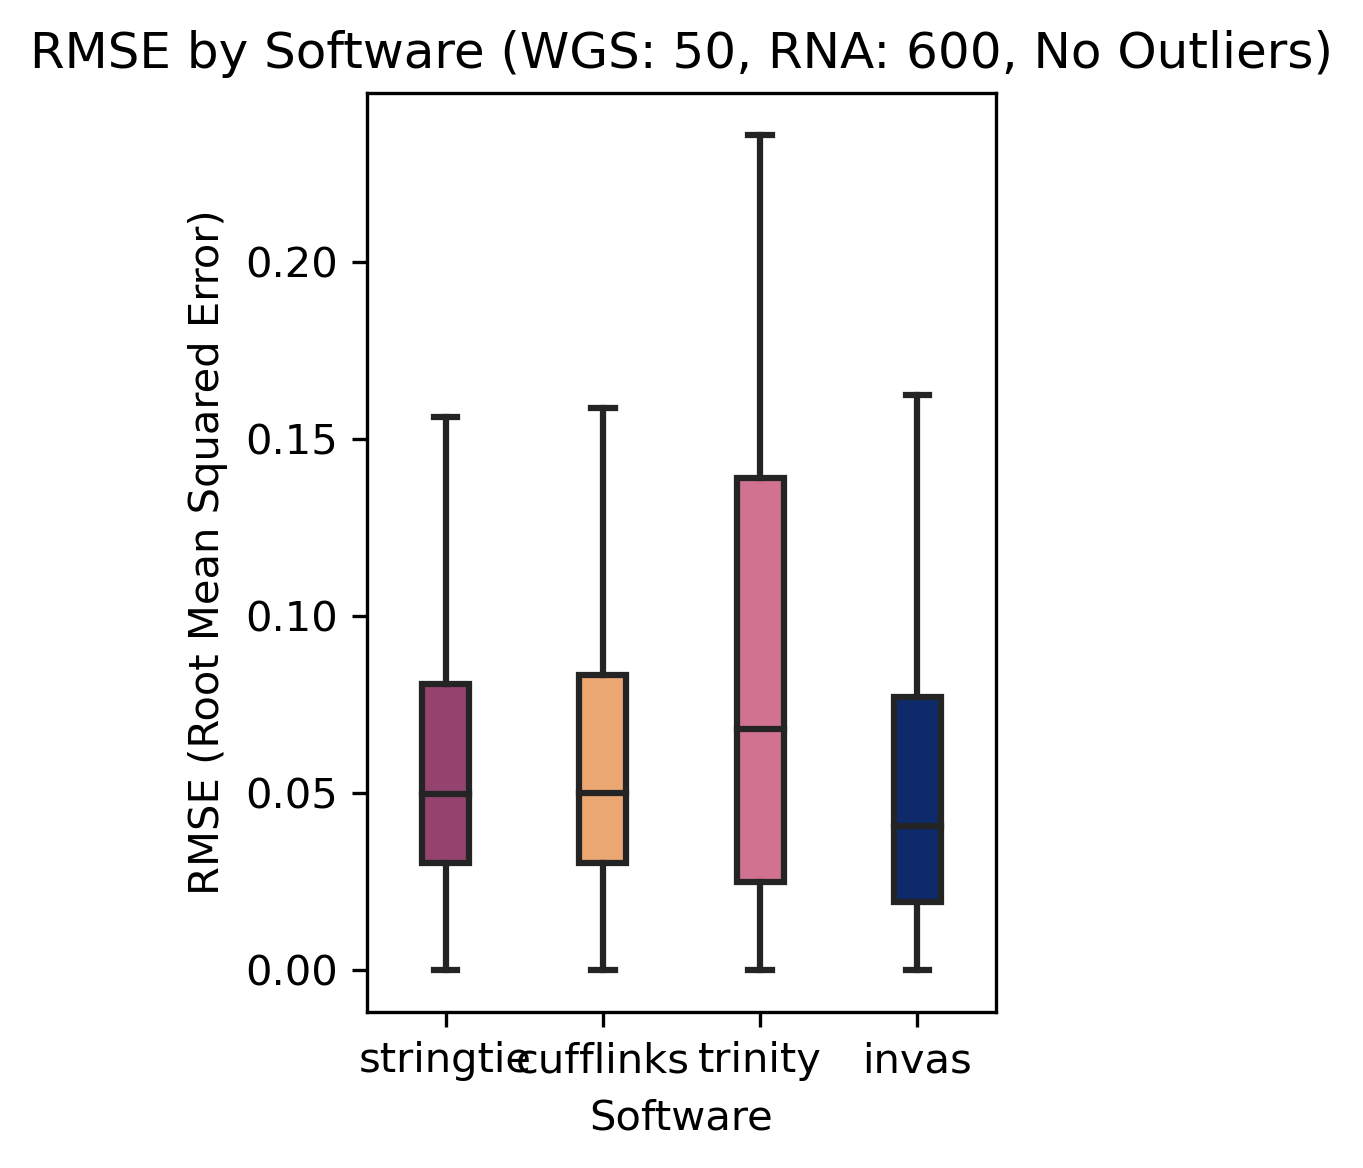 RMSE by Software (WGS: 50, RNA: 600, No Outliers)
RMSE (Root Mean Squared Error)
0.20
0.15
0.10
0.05
0.00
stringtie cufflinks trinity invas
Software